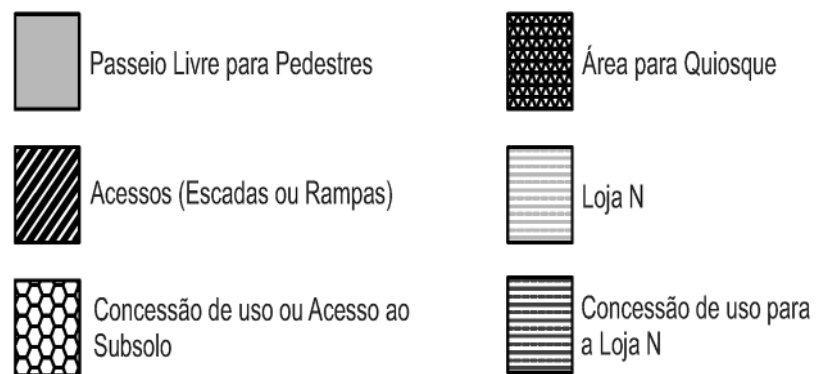 Passeio Livre para Pedestres
Área para Quiosque
Acessos (Escadas ou Rampas)
Loja N
Concessão de uso ou Acesso ao
Subsolo
Concessão de uso para
a Loja N